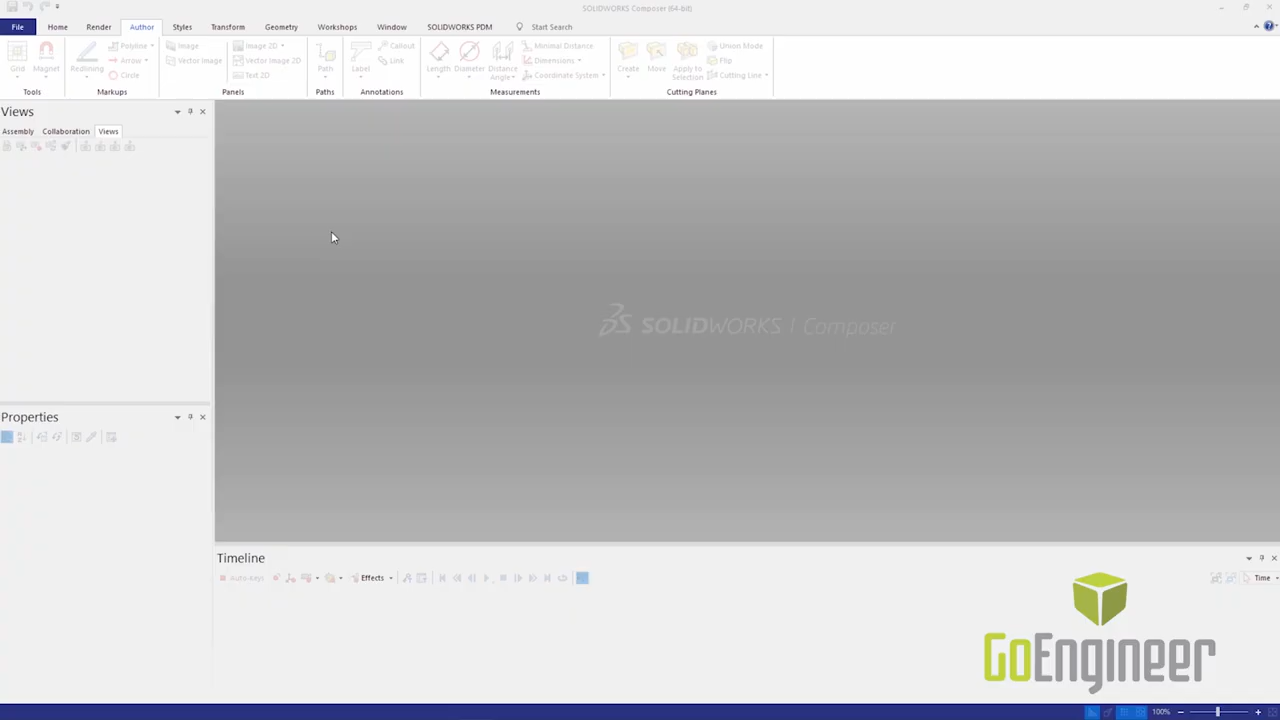 SOLIDWORKS Composer (64-bit)
File Home Render Author Styles Transform Geometry Workshops Window SOLIDWORKS PDM Start Search
Grid Magnet
Tools
Redlining Polyline
Arrow
Circle
Markups
Image
Vector Image
Image 2D
Vector Image 2D
Text 2D
Panels
Path
Paths
Label Callout
Link
Annotations
Length Diameter Distance Angle
Minimal Distance
Dimensions
Coordinate System
Measurements
Create Move Apply to Selection
Union Mode
Flip
Cutting Line
Cutting Planes
Views
Assembly Collaboration Views
SOLIDWORKS | Composer
Properties
Timeline
Auto-keys Effects Time
GoEngineer
100%